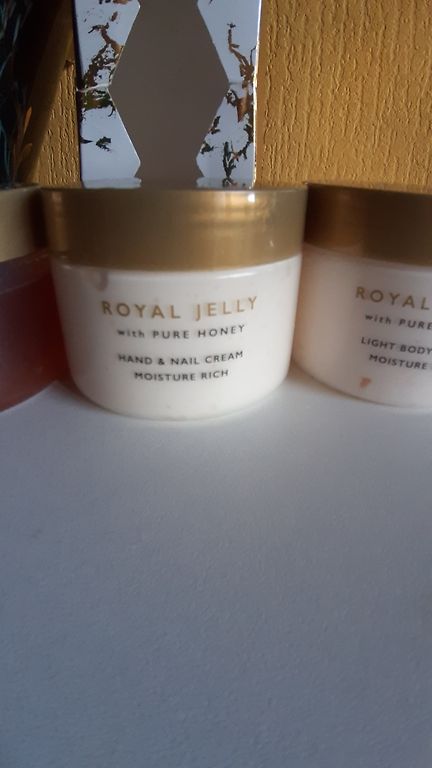 ROYAL JELLY
with PURE HONEY
HAND & NAIL CREAM
MOISTURE RICH
ROYAL
with PURE
LIGHT BODY
MOISTURE